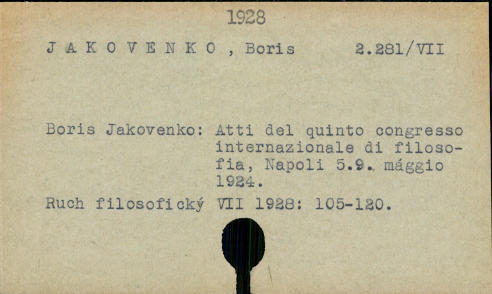 1928
JAKOVENKO, Boris 2.281/VII
Boris Jakovenko: Atti del quinto congresso
internazionale di filoso-
fia, Napoli 5.9. mággio
1924.
Ruch filosofický VII 1928: 105-120.